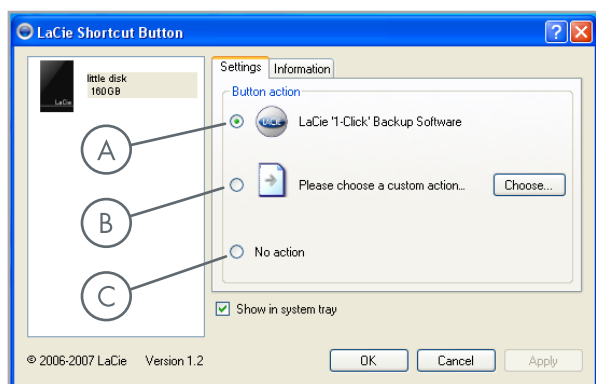 LaCie Shortcut Button
little disk
160GB
LaCie
Settings
Information
Button action
LACIE
LaCie '1-Click' Backup Software
A
Please choose a custom action...
Choose...
B
No action
C
Show in system tray
© 2006-2007 LaCie Version 1.2
OK
Cancel
Apply